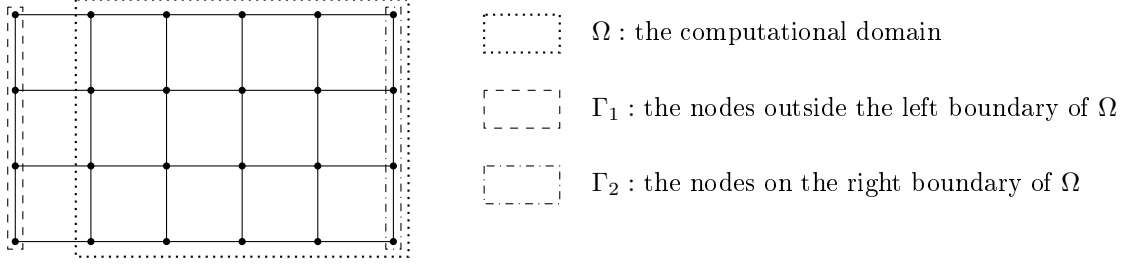 Ω : the computational domain
Γ₁ : the nodes outside the left boundary of Ω
Γ₂ : the nodes on the right boundary of Ω